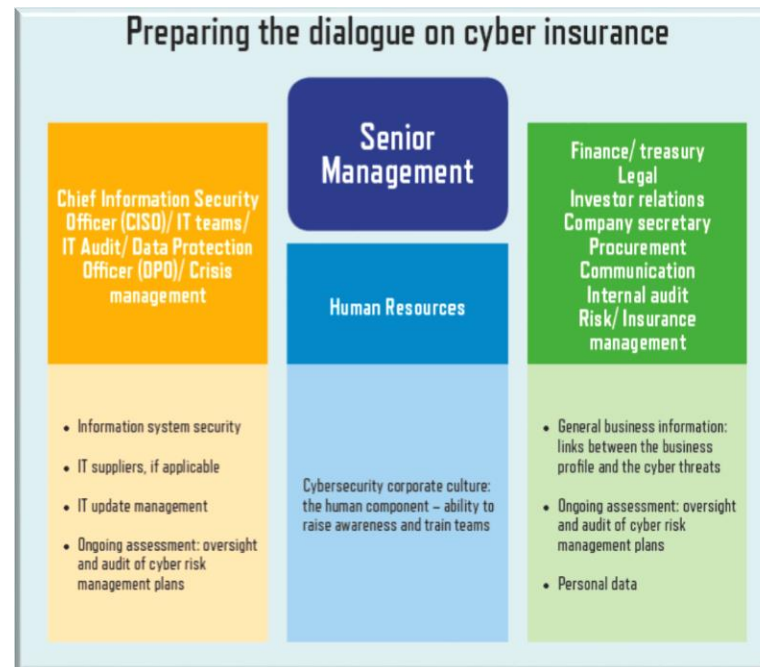 Preparing the dialogue on cyber insurance
Chief Information Security
Officer (CISO)/ IT teams/
IT Audit/ Data Protection
Officer (DPO)/ Crisis
management
• Information system security
• IT suppliers, if applicable
• IT update management
• Ongoing assessment: oversight
and audit of cyber risk
management plans
Senior
Management
Human Resources
Cybersecurity corporate culture:
the human component – ability to
raise awareness and train teams
Finance/ treasury
Legal
Investor relations
Company secretary
Procurement
Communication
Internal audit
Risk/ Insurance
management
• General business information:
links between the business
profile and the cyber threats
• Ongoing assessment: oversight
and audit of cyber risk
management plans
• Personal data